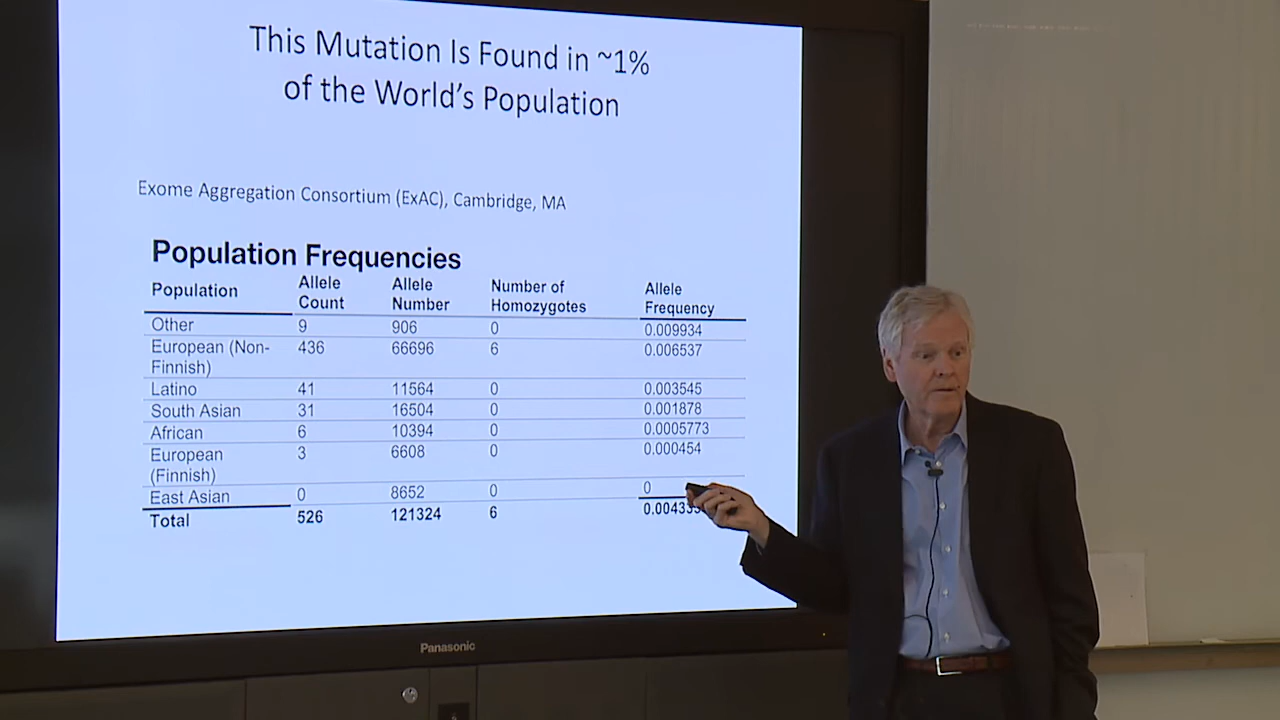 This Mutation Is Found in ~1%
of the World's Population
Exome Aggregation Consortium (ExAC), Cambridge, MA
Population Frequencies
Population Allele Count Allele Number Number of Homozygotes Allele Frequency
Other 9 906 0 0.009934
European (Non-Finnish) 436 66696 6 0.006537
Latino 41 11564 0 0.003545
South Asian 31 16504 0 0.001878
African 6 10394 0 0.0005773
European (Finnish) 3 6608 0 0.000454
East Asian 0 8652 0 0
Total 526 121324 6
Panasonic